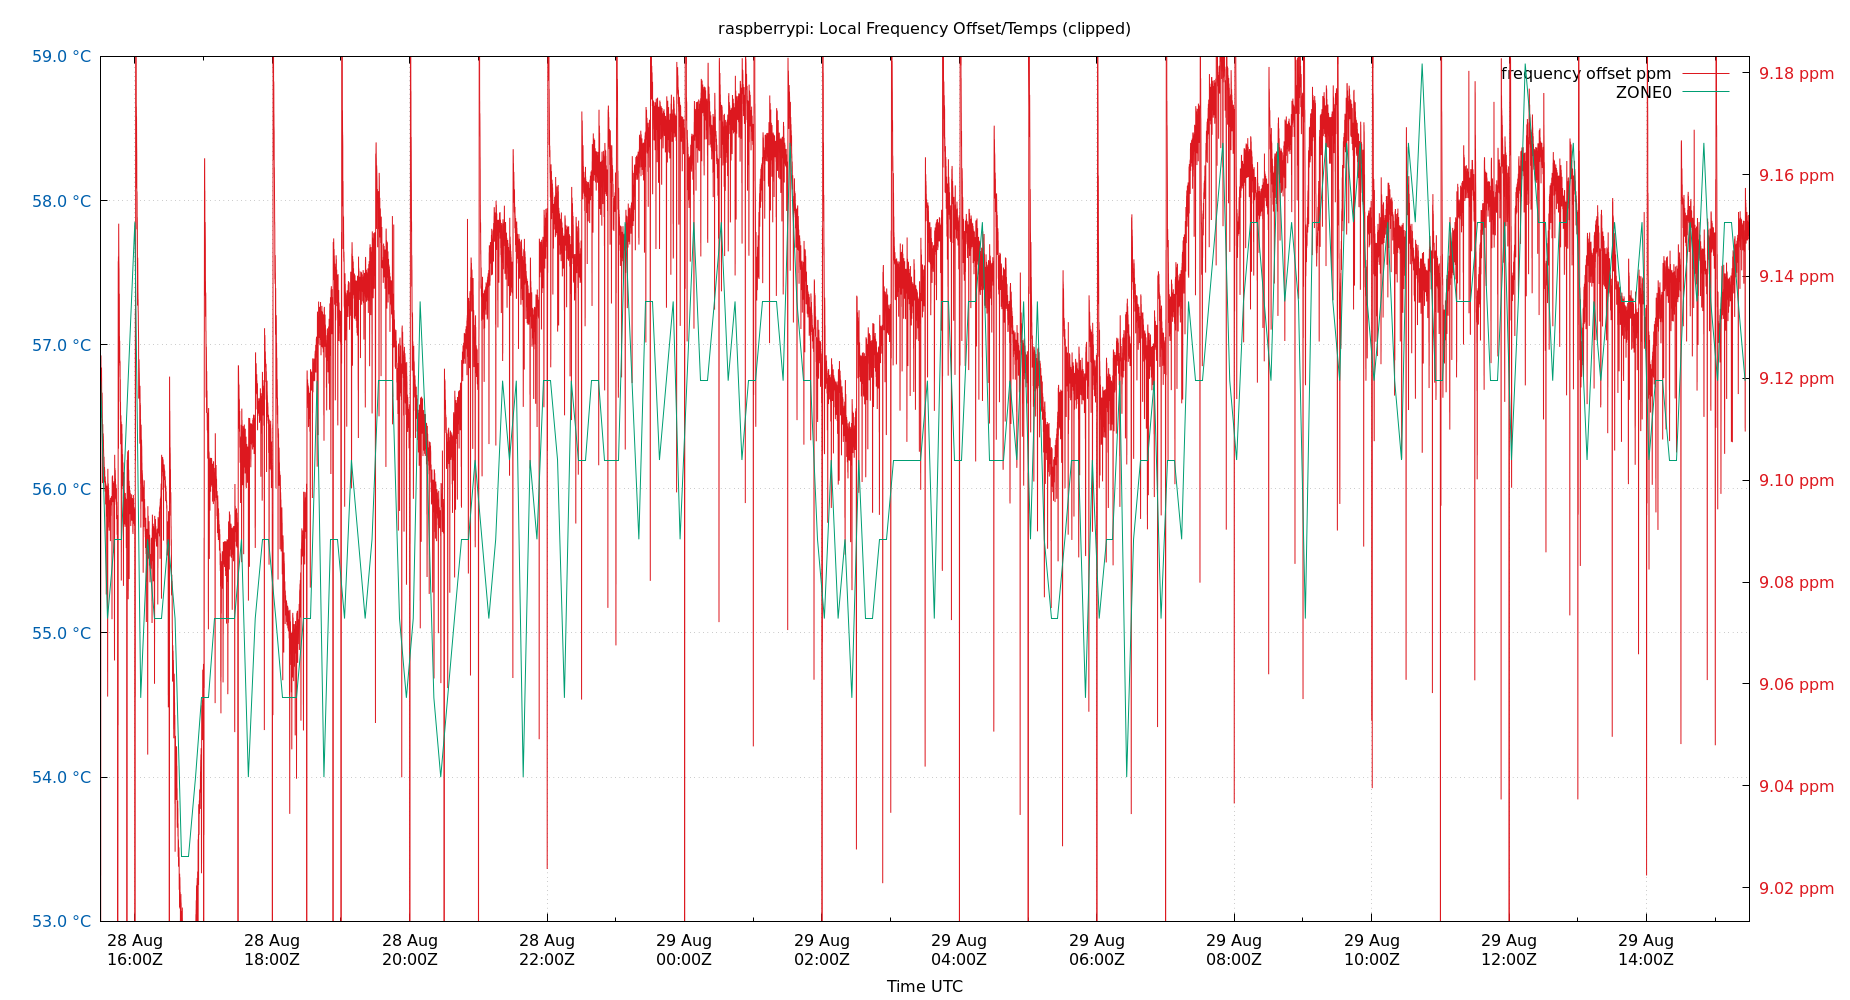 raspberrypi: Local Frequency Offset/Temps (clipped)
59.0 °C
58.0 °C
57.0 °C
56.0 °C
55.0 °C
54.0 °C
53.0 °C
frequency offset ppm
ZONE0
9.18 ppm
9.16 ppm
9.14 ppm
9.12 ppm
9.10 ppm
9.08 ppm
9.06 ppm
9.04 ppm
9.02 ppm
28 Aug 28 Aug 28 Aug 28 Aug 29 Aug 29 Aug 29 Aug 29 Aug 29 Aug 29 Aug 29 Aug 29 Aug
16:00Z 18:00Z 20:00Z 22:00Z 00:00Z 02:00Z 04:00Z 06:00Z 08:00Z 10:00Z 12:00Z 14:00Z
Time UTC